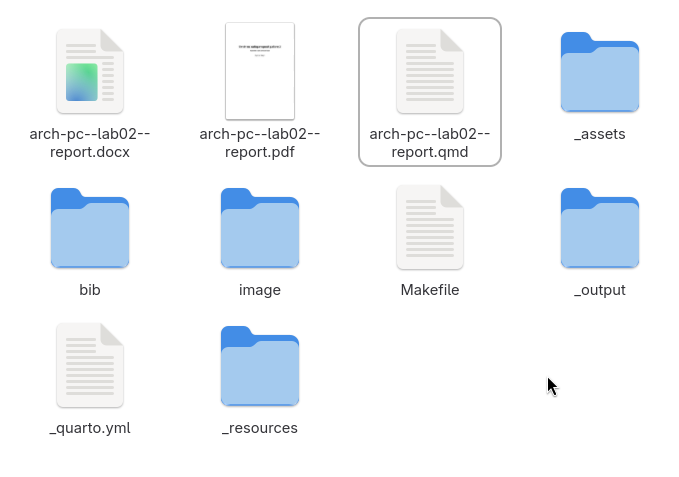 arch-pc--lab02--
report.docx
arch-pc--lab02--
report.pdf
arch-pc--lab02--
report.qmd
_assets
bib
image
Makefile
_output
_quarto.yml
_resources